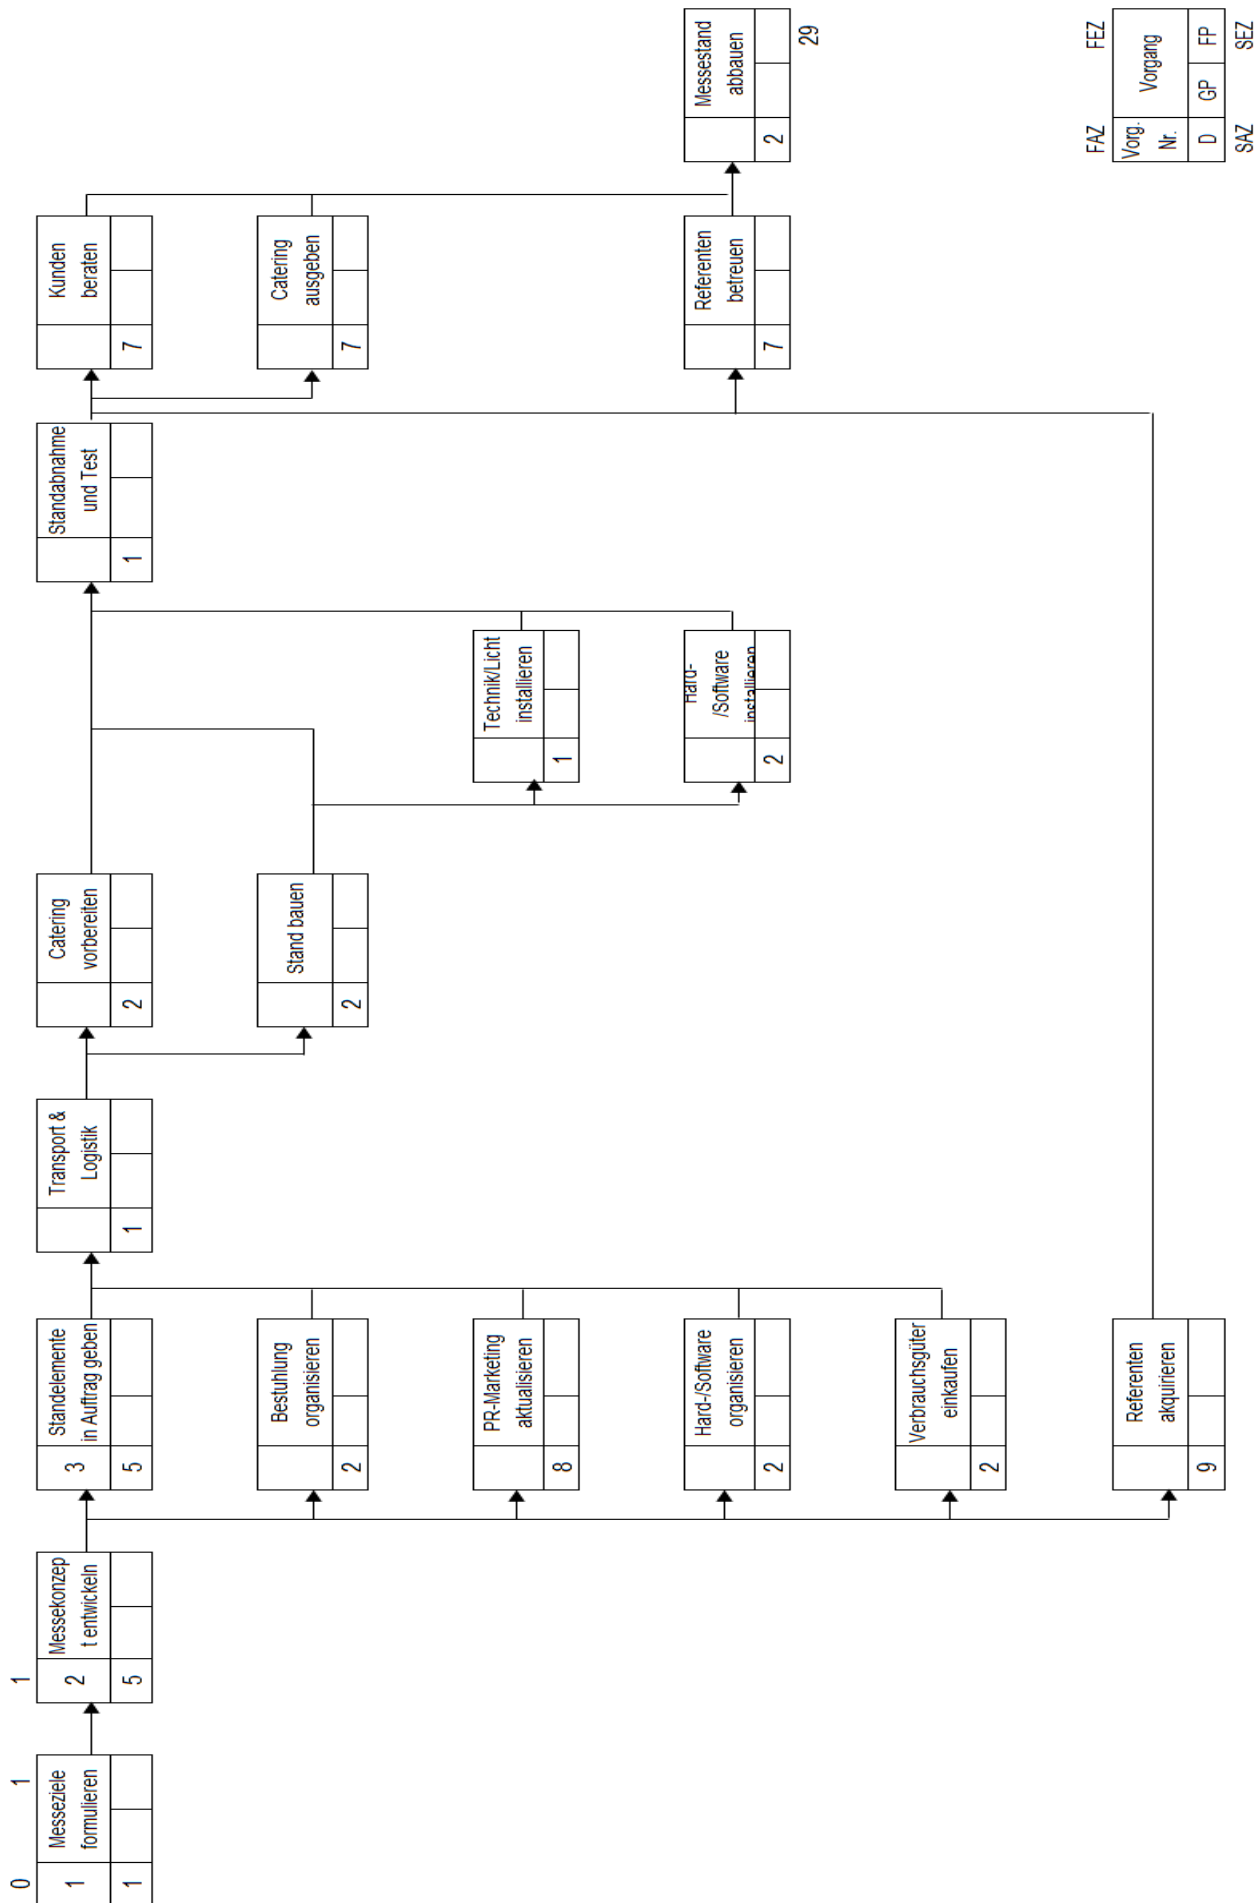 0
1
1
Messeziele
formulieren
1
1
2
Messekonzep
t entwickeln
5
3
Standelemente
in Auftrag geben
5
Bestuhlung
organisieren
2
PR-Marketing
aktualisieren
8
Hard-/Software
organisieren
2
Verbrauchsgüter
einkaufen
2
Referenten
akquirieren
9
Transport &
Logistik
1
Catering
vorbereiten
2
Stand bauen
2
Technik/Licht
installieren
1
Hard-
/Software
installieren
2
Standabnahme
und Test
1
Kunden
beraten
7
Catering
ausgeben
7
Referenten
betreuen
7
Messestand
abbauen
2
29
FAZ FEZ
Vorg.
Nr.
Vorgang
D GP FP
SAZ SEZ